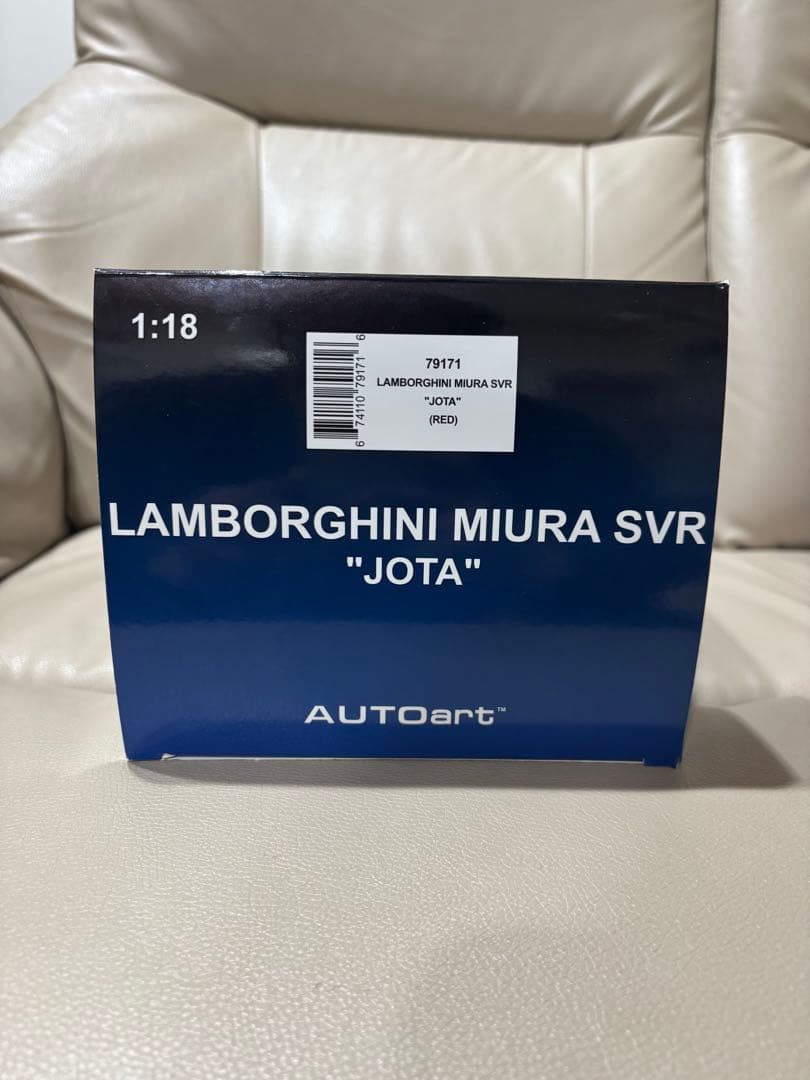 1:18
79171
LAMBORGHINI MIURA SVR
"JOTA"
(RED)
6 74110 79171 6
LAMBORGHINI MIURA SVR
"JOTA"
AUTOart™